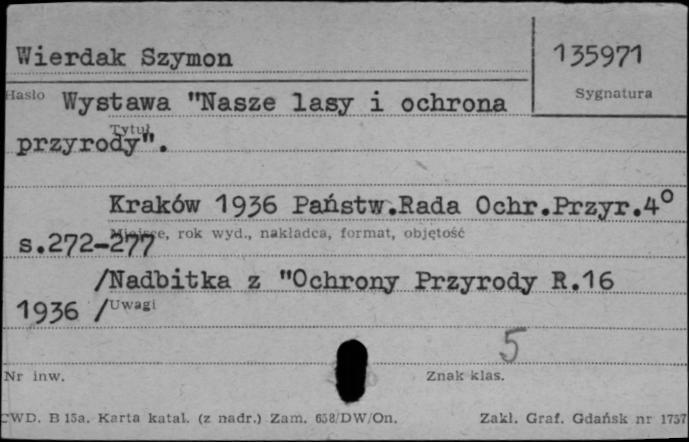 Wierdak Szymon
135971
Hasło
Sygnatura
Wystawa "Nasze lasy i ochrona
Tytuł
przyrody".
Kraków 1936 Państw.Rada Ochr.Przyr.4°
Miejsce, rok wyd., nakładca, format, objętość
s.272-277
/Nadbitka z "Ochrony Przyrody R.16
1936 /
Uwagi
5
Nr inw.
Znak klas.
CWD. B 15a. Karta katal. (z nadr.) Zam. 658/DW/On.
Zakł. Graf. Gdańsk nr 1757